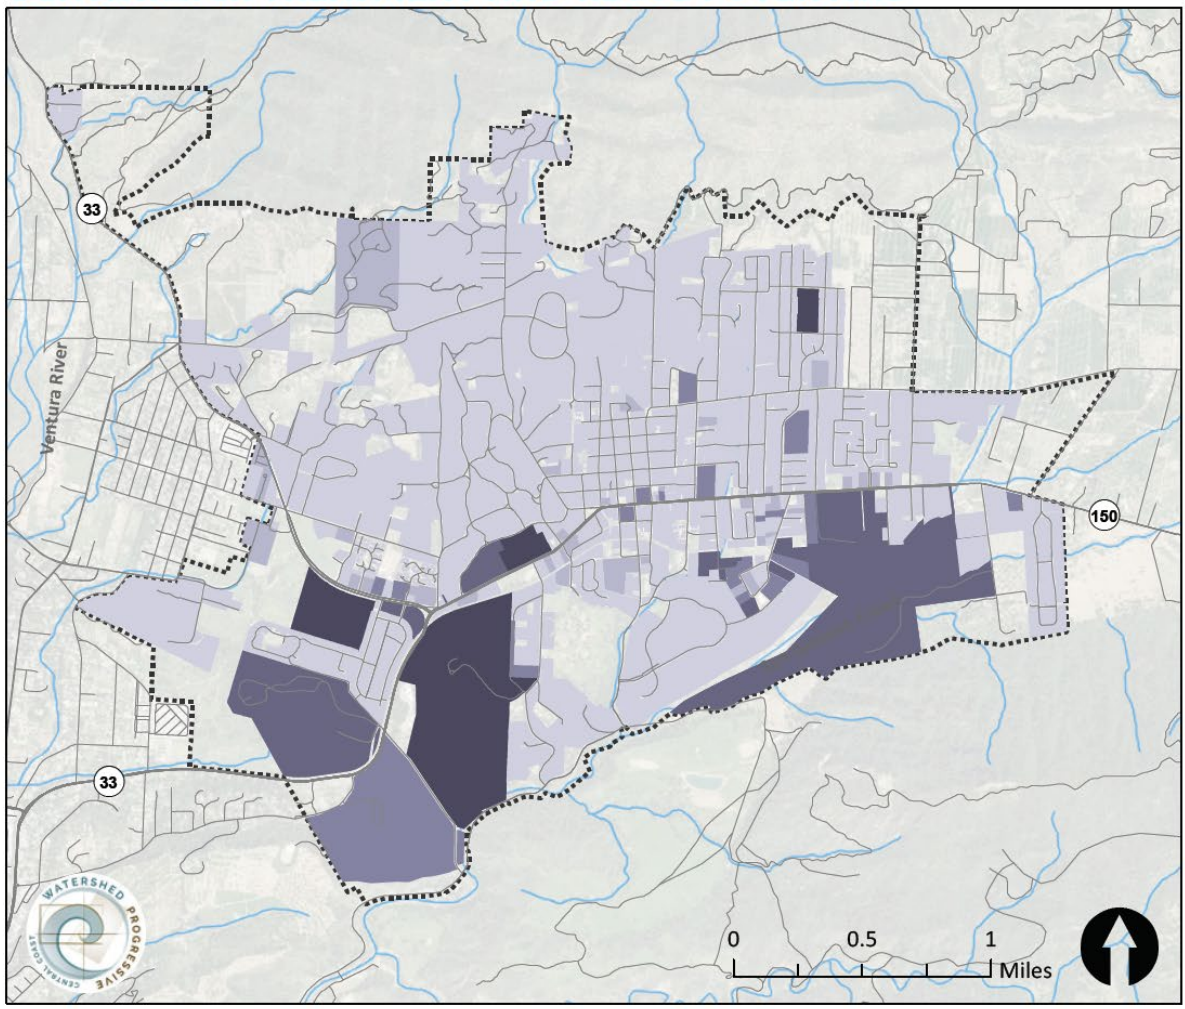 33
Ventura River
150
33
WATERSHED
PROGRESSIVE
CENTRAL COAST
0 0.5 1
Miles